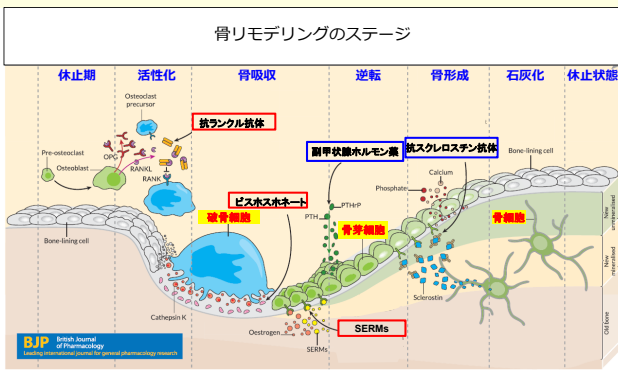 骨リモデリングのステージ
休止期
活性化
骨吸収
逆転
骨形成
石灰化
休止状態
Osteoclast
precursor
抗ランクル抗体
OPG
Pre-osteoclast
Osteoblast
RANKL
RANK
副甲状腺ホルモン薬
抗スクレロスチン抗体
Bone-lining cell
Calcium
Phosphate
ビスホスホネート
PTHrP
PTH
破骨細胞
骨芽細胞
骨細胞
New
unmineralised
Bone-lining cell
New
mineralised
Sclerostin
Cathepsin K
Oestrogen
SERMs
SERMs
Old bone
BJP
British Journal
of Pharmacology
Leading international journal for general pharmacology research